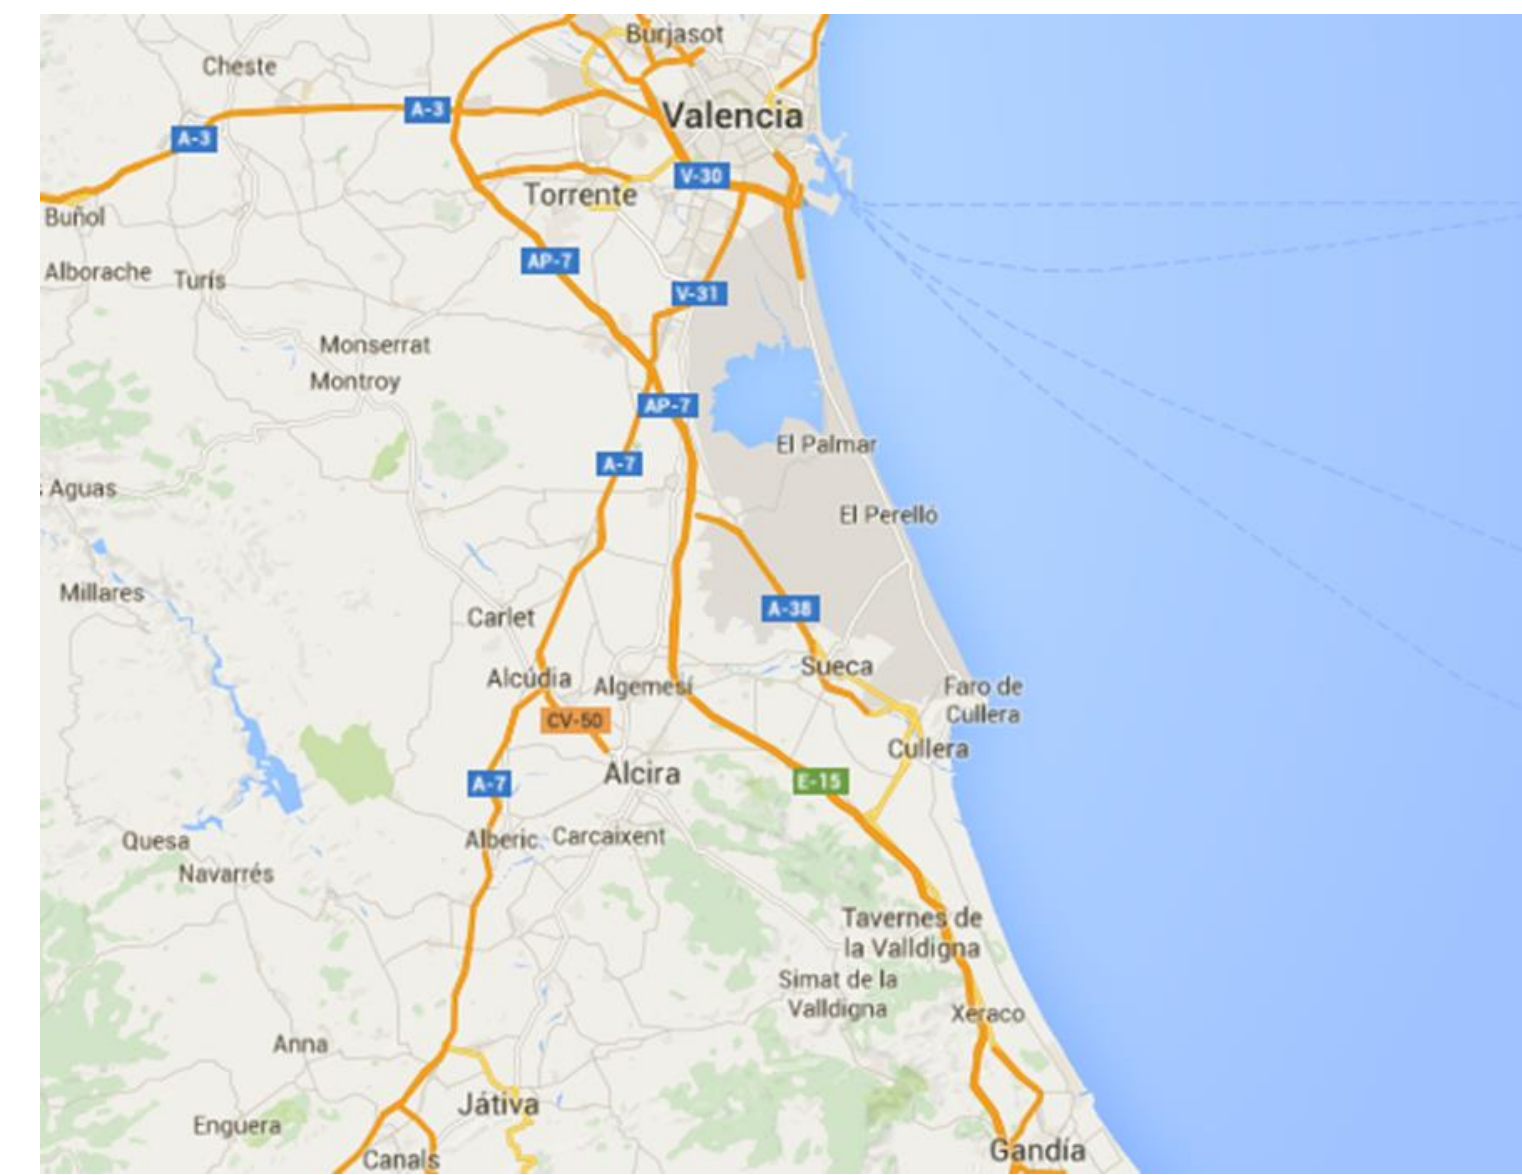 Burjasot
Cheste
A-3
Valencia
A-3
V-30
Torrente
Buñol
AP-7
Alborache
Turís
V-31
Monserrat
Montroy
AP-7
El Palmar
A-7
Aguas
El Perelló
Millares
A-38
Carlet
Sueca
Alcúdia
Algemesí
Faro de
Cullera
CV-50
Cullera
Alcira
E-15
A-7
Quesa
Alberic
Carcaixent
Navarrés
Tavernes de
la Valldigna
Simat de la
Valldigna
Xeraco
Anna
Játiva
Enguera
Gandía
Canals